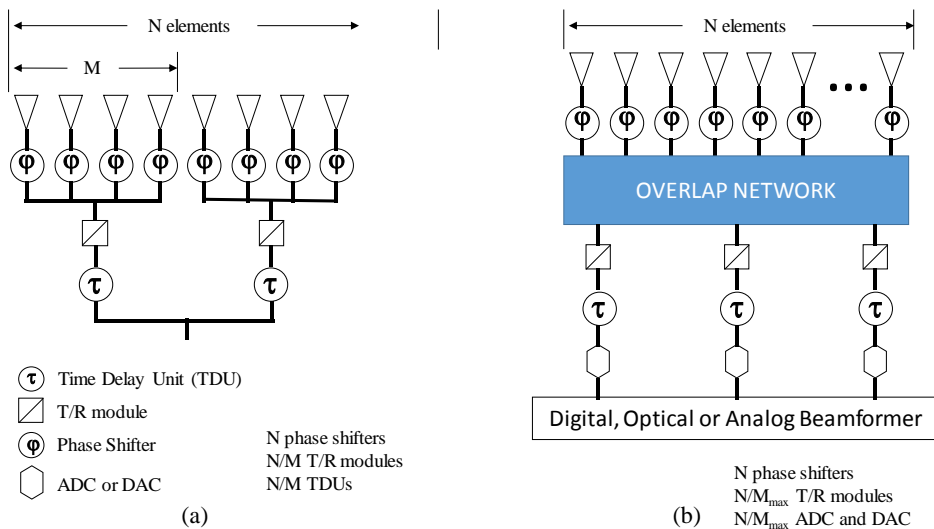 N elements
M
φ φ φ φ φ φ φ φ
τ τ
τ Time Delay Unit (TDU)
T/R module
φ Phase Shifter
ADC or DAC
N phase shifters
N/M T/R modules
N/M TDUs
(a)
N elements
...
φ φ φ φ φ φ φ
OVERLAP NETWORK
τ τ τ
Digital, Optical or Analog Beamformer
N phase shifters
N/Mmax T/R modules
N/Mmax ADC and DAC
(b)